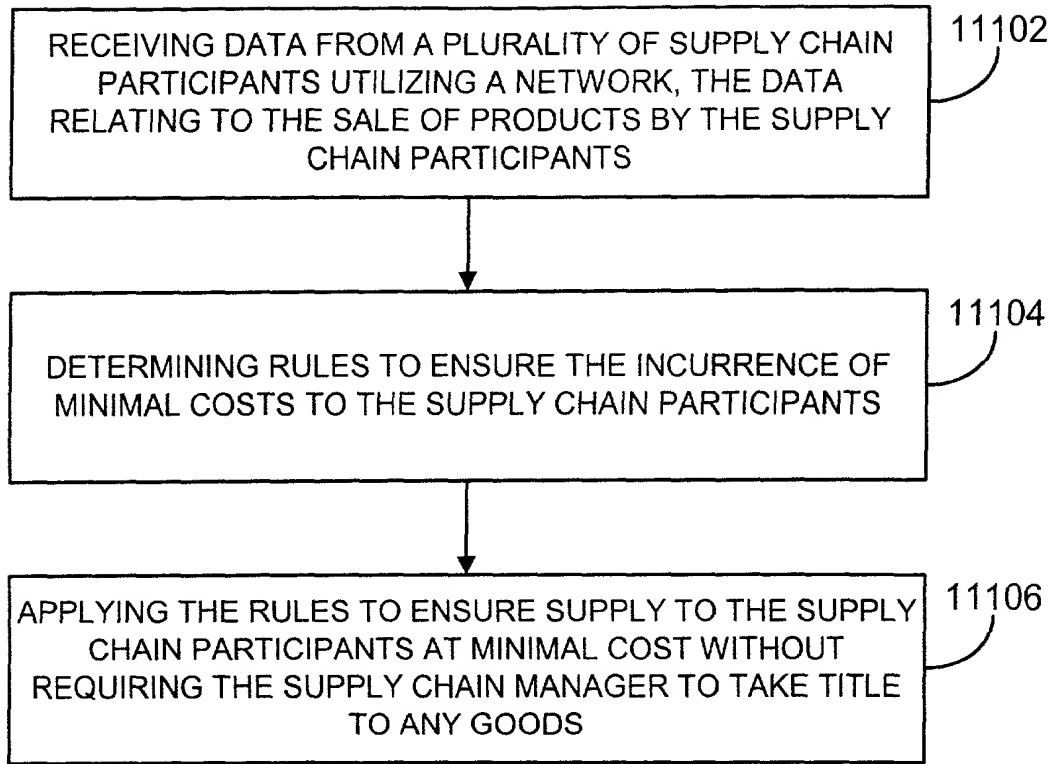 RECEIVING DATA FROM A PLURALITY OF SUPPLY CHAIN
PARTICIPANTS UTILIZING A NETWORK, THE DATA
RELATING TO THE SALE OF PRODUCTS BY THE SUPPLY
CHAIN PARTICIPANTS
11102
DETERMINING RULES TO ENSURE THE INCURRENCE OF
MINIMAL COSTS TO THE SUPPLY CHAIN PARTICIPANTS
11104
APPLYING THE RULES TO ENSURE SUPPLY TO THE SUPPLY
CHAIN PARTICIPANTS AT MINIMAL COST WITHOUT
REQUIRING THE SUPPLY CHAIN MANAGER TO TAKE TITLE
TO ANY GOODS
11106